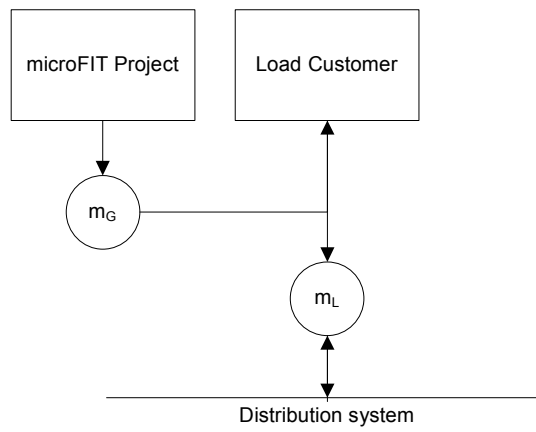 microFIT Project
Load Customer
mG
mL
Distribution system